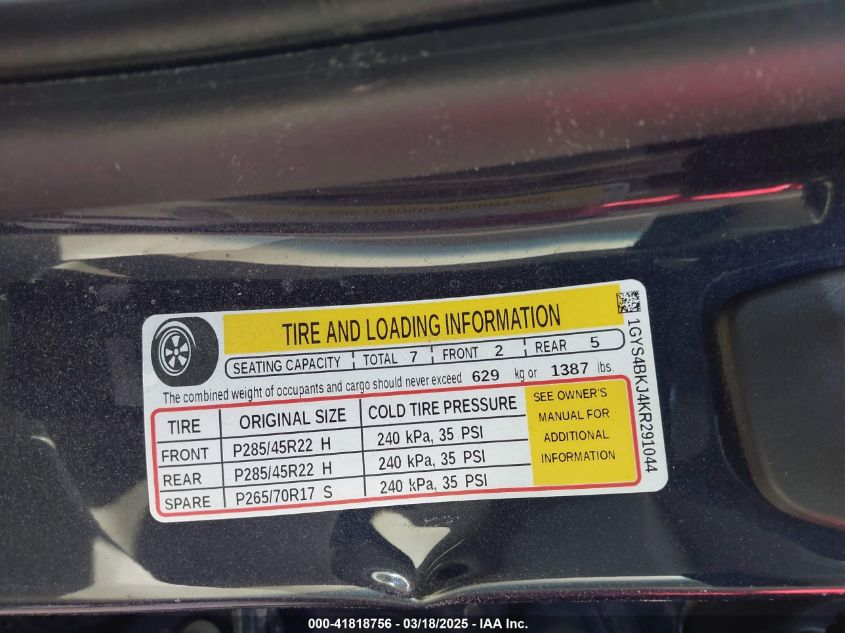 TIRE AND LOADING INFORMATION
SEATING CAPACITY TOTAL 7 FRONT 2 REAR 5
The combined weight of occupants and cargo should never exceed 629 kg or 1387 lbs.
TIRE ORIGINAL SIZE COLD TIRE PRESSURE
FRONT P285/45R22 H 240 kPa, 35 PSI
REAR P285/45R22 H 240 kPa, 35 PSI
SPARE P265/70R17 S 240 kPa, 35 PSI
SEE OWNER'S
MANUAL FOR
ADDITIONAL
INFORMATION
1GYS4BKJ4KR291044
000-41818756 - 03/18/2025 - IAA Inc.